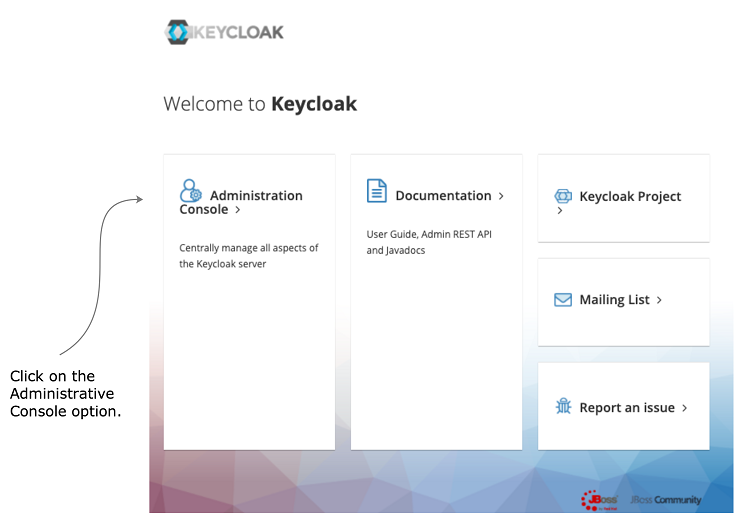 KEYCLOAK
Welcome to Keycloak
Administration
Console >
Centrally manage all aspects of
the Keycloak server
Documentation >
User Guide, Admin REST API
and Javadocs
Keycloak Project
>
Mailing List >
Report an issue >
Click on the
Administrative
Console option.
JBoss
by Red Hat
JBoss Community